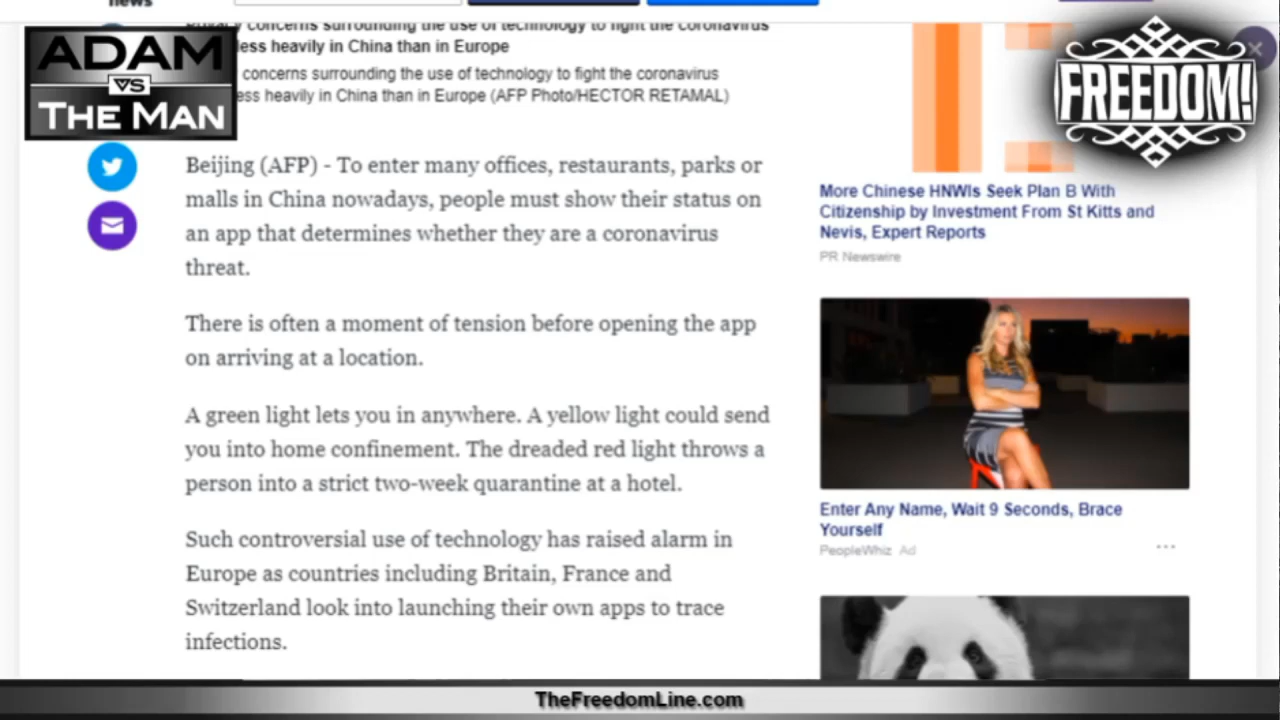 news
concerns surrounding the use of technology to fight the coronavirus
less heavily in China than in Europe
concerns surrounding the use of technology to fight the coronavirus
ess heavily in China than in Europe (AFP Photo/HECTOR RETAMAL)
ADAM
VS
THE MAN
FREEDOM!
Beijing (AFP) - To enter many offices, restaurants, parks or
malls in China nowadays, people must show their status on
an app that determines whether they are a coronavirus
threat.
There is often a moment of tension before opening the app
on arriving at a location.
A green light lets you in anywhere. A yellow light could send
you into home confinement. The dreaded red light throws a
person into a strict two-week quarantine at a hotel.
Such controversial use of technology has raised alarm in
Europe as countries including Britain, France and
Switzerland look into launching their own apps to trace
infections.
More Chinese HNWIs Seek Plan B With
Citizenship by Investment From St Kitts and
Nevis, Expert Reports
PR Newswire
Enter Any Name, Wait 9 Seconds, Brace
Yourself
PeopleWhiz Ad
TheFreedomLine.com